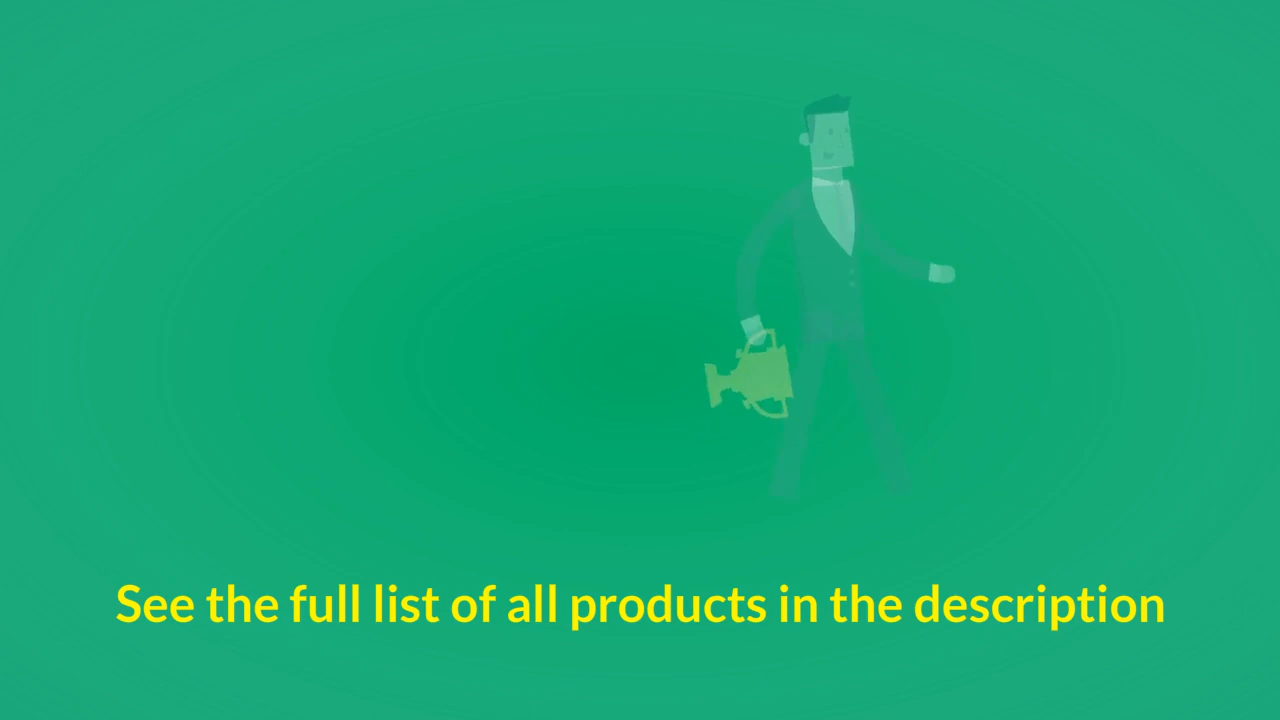 See the full list of all products in the description